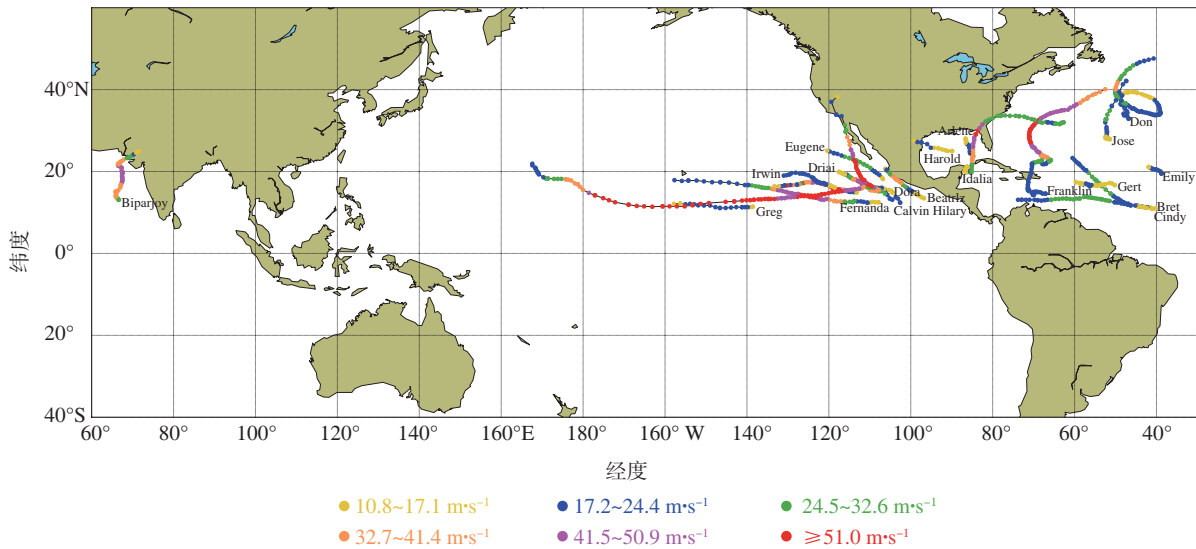 40°N
20°
0°
20°
40°S
纬度
Biparjoy
Eugene
Driai
Irwin
Greg
Fernanda
Dora
Calvin Hilary
Beatriz
Harold
Arlene
Idalia
Franklin
Gert
Bret
Cindy
Emily
Jose
Don
60° 80° 100° 120° 140° 160°E 180° 160°W 140° 120° 100° 80° 60° 40°
经度
10.8~17.1 m•s⁻¹ 17.2~24.4 m•s⁻¹ 24.5~32.6 m•s⁻¹
32.7~41.4 m•s⁻¹ 41.5~50.9 m•s⁻¹ ≥51.0 m•s⁻¹